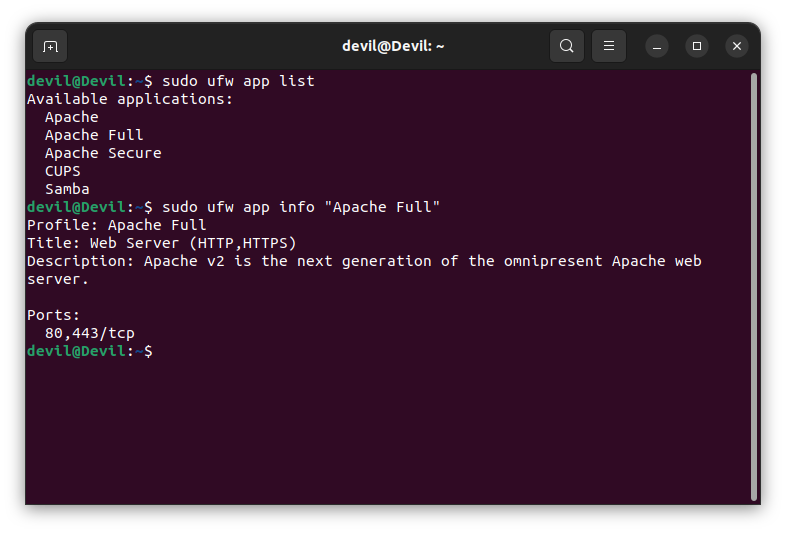 devil@Devil: ~
devil@Devil:~$ sudo ufw app list
Available applications:
  Apache
  Apache Full
  Apache Secure
  CUPS
  Samba
devil@Devil:~$ sudo ufw app info "Apache Full"
Profile: Apache Full
Title: Web Server (HTTP,HTTPS)
Description: Apache v2 is the next generation of the omnipresent Apache web
server.

Ports:
  80,443/tcp
devil@Devil:~$